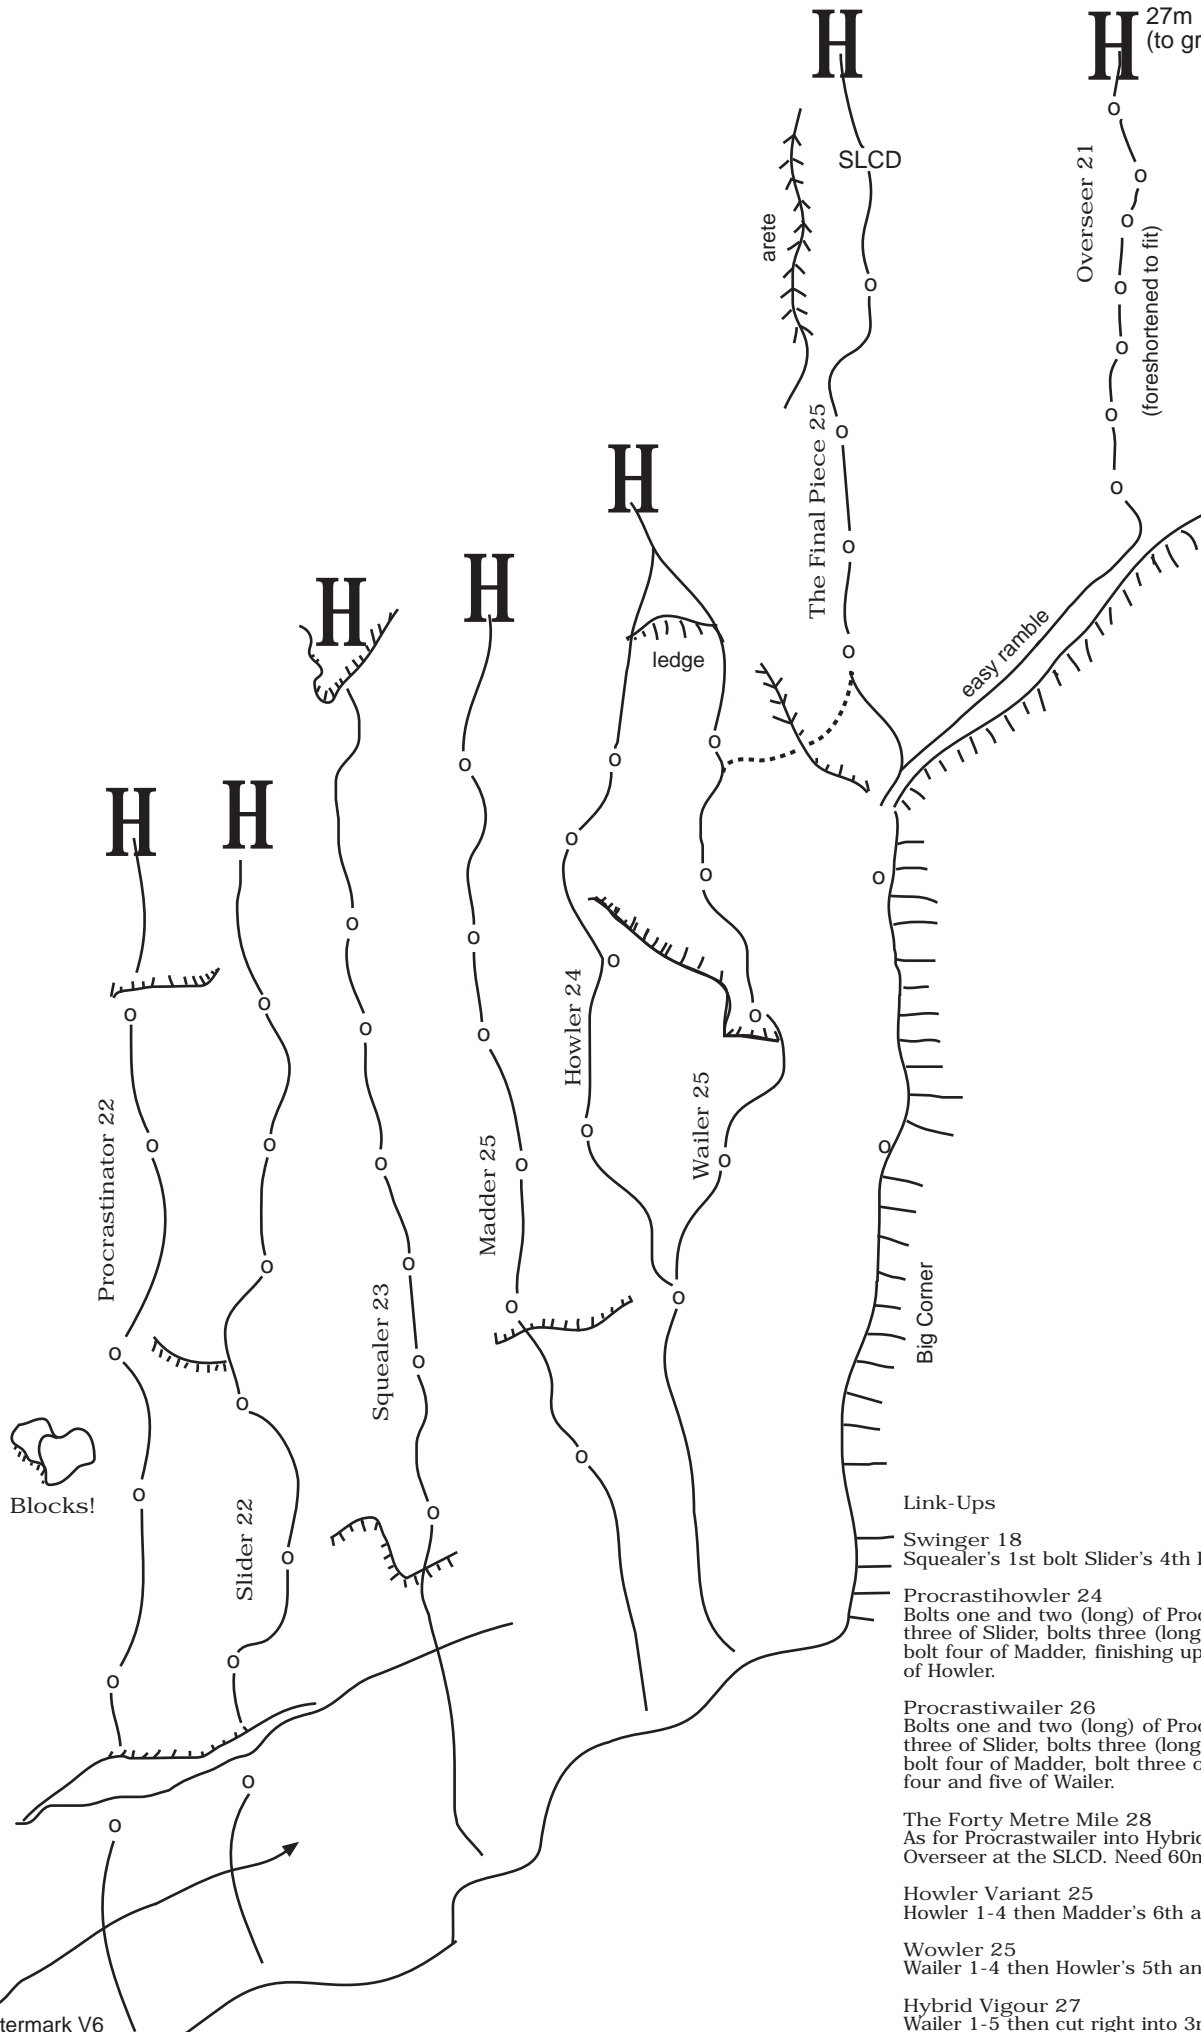 27m
(to gr
SLCD
arete
Overseer 21
(foreshortened to fit)
The Final Piece 25
ledge
easy ramble
Howler 24
Wailer 25
Procrastinator 22
Madder 25
Squealer 23
Big Corner
Blocks!
Slider 22
Link-Ups
Swinger 18
Squealer's 1st bolt Slider's 4th
Procrastihowler 24
Bolts one and two (long) of Proc
three of Slider, bolts three (long
bolt four of Madder, finishing up
of Howler.
Procrastiwailer 26
Bolts one and two (long) of Proc
three of Slider, bolts three (long
bolt four of Madder, bolt three o
four and five of Wailer.
The Forty Metre Mile 28
As for Procrastwailer into Hybrid
Overseer at the SLCD. Need 60m
Howler Variant 25
Howler 1-4 then Madder's 6th a
Wowler 25
Wailer 1-4 then Howler's 5th an
Hybrid Vigour 27
Wailer 1-5 then cut right into 3r
termark V6